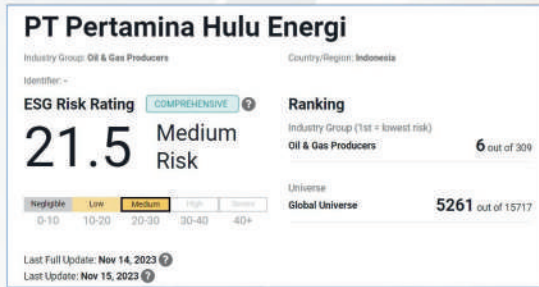 PT Pertamina Hulu Energi
Industry Group: Oil & Gas Producers
Country/Region: Indonesia
Identifier: -
ESG Risk Rating COMPREHENSIVE ?
21.5 Medium Risk
Negligible Low Medium High Severe
0-10 10-20 20-30 30-40 40+
Last Full Update: Nov 14, 2023 ?
Last Update: Nov 15, 2023 ?
Ranking
Industry Group (1st = lowest risk)
Oil & Gas Producers 6 out of 309
Universe
Global Universe 5261 out of 15717